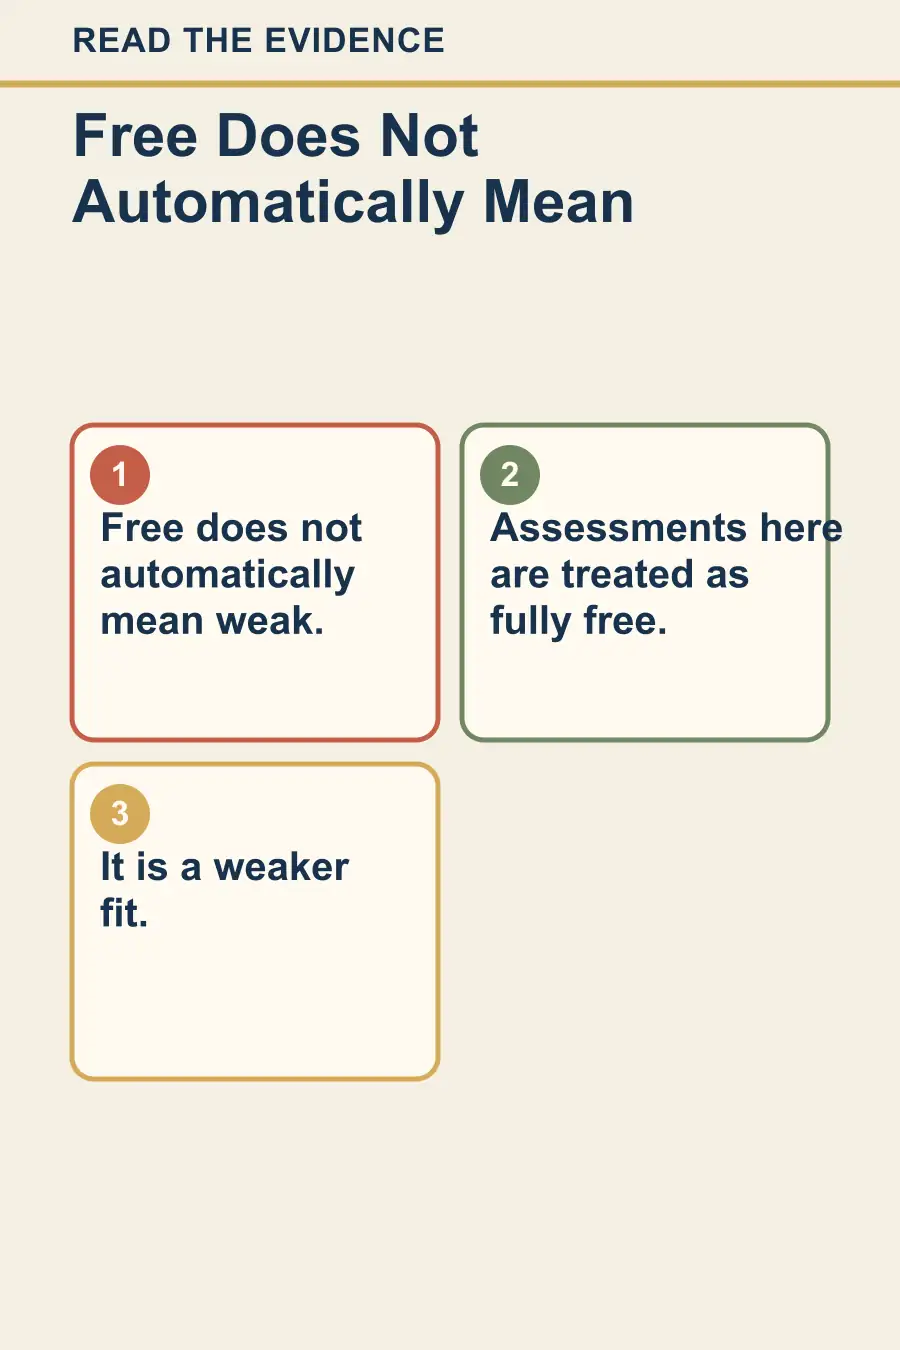 READ THE EVIDENCE
Free Does Not
Automatically Mean
1
Free does not
automatically
mean weak.
2
Assessments here
are treated as
fully free.
3
It is a weaker
fit.